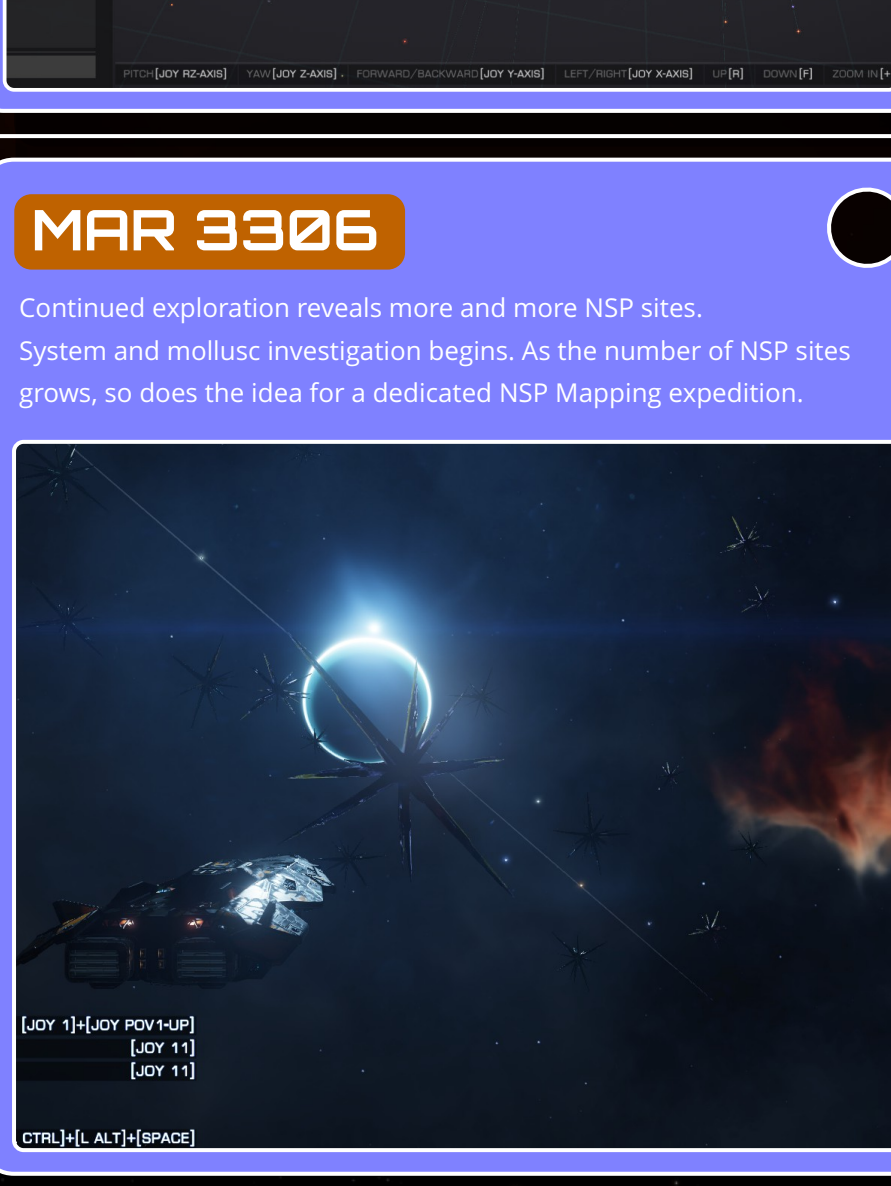 PITCH [JOY RZ-AXIS] YAW [JOY Z-AXIS] FORWARD/BACKWARD [JOY Y-AXIS] LEFT/RIGHT [JOY X-AXIS] UP [R] DOWN [F] ZOOM IN [+
MAR 3306
Continued exploration reveals more and more NSP sites.
System and mollusc investigation begins. As the number of NSP sites
grows, so does the idea for a dedicated NSP Mapping expedition.
[JOY 1]+[JOY POV1-UP]
[JOY 11]
[JOY 11]
CTRL]+[L ALT]+[SPACE]